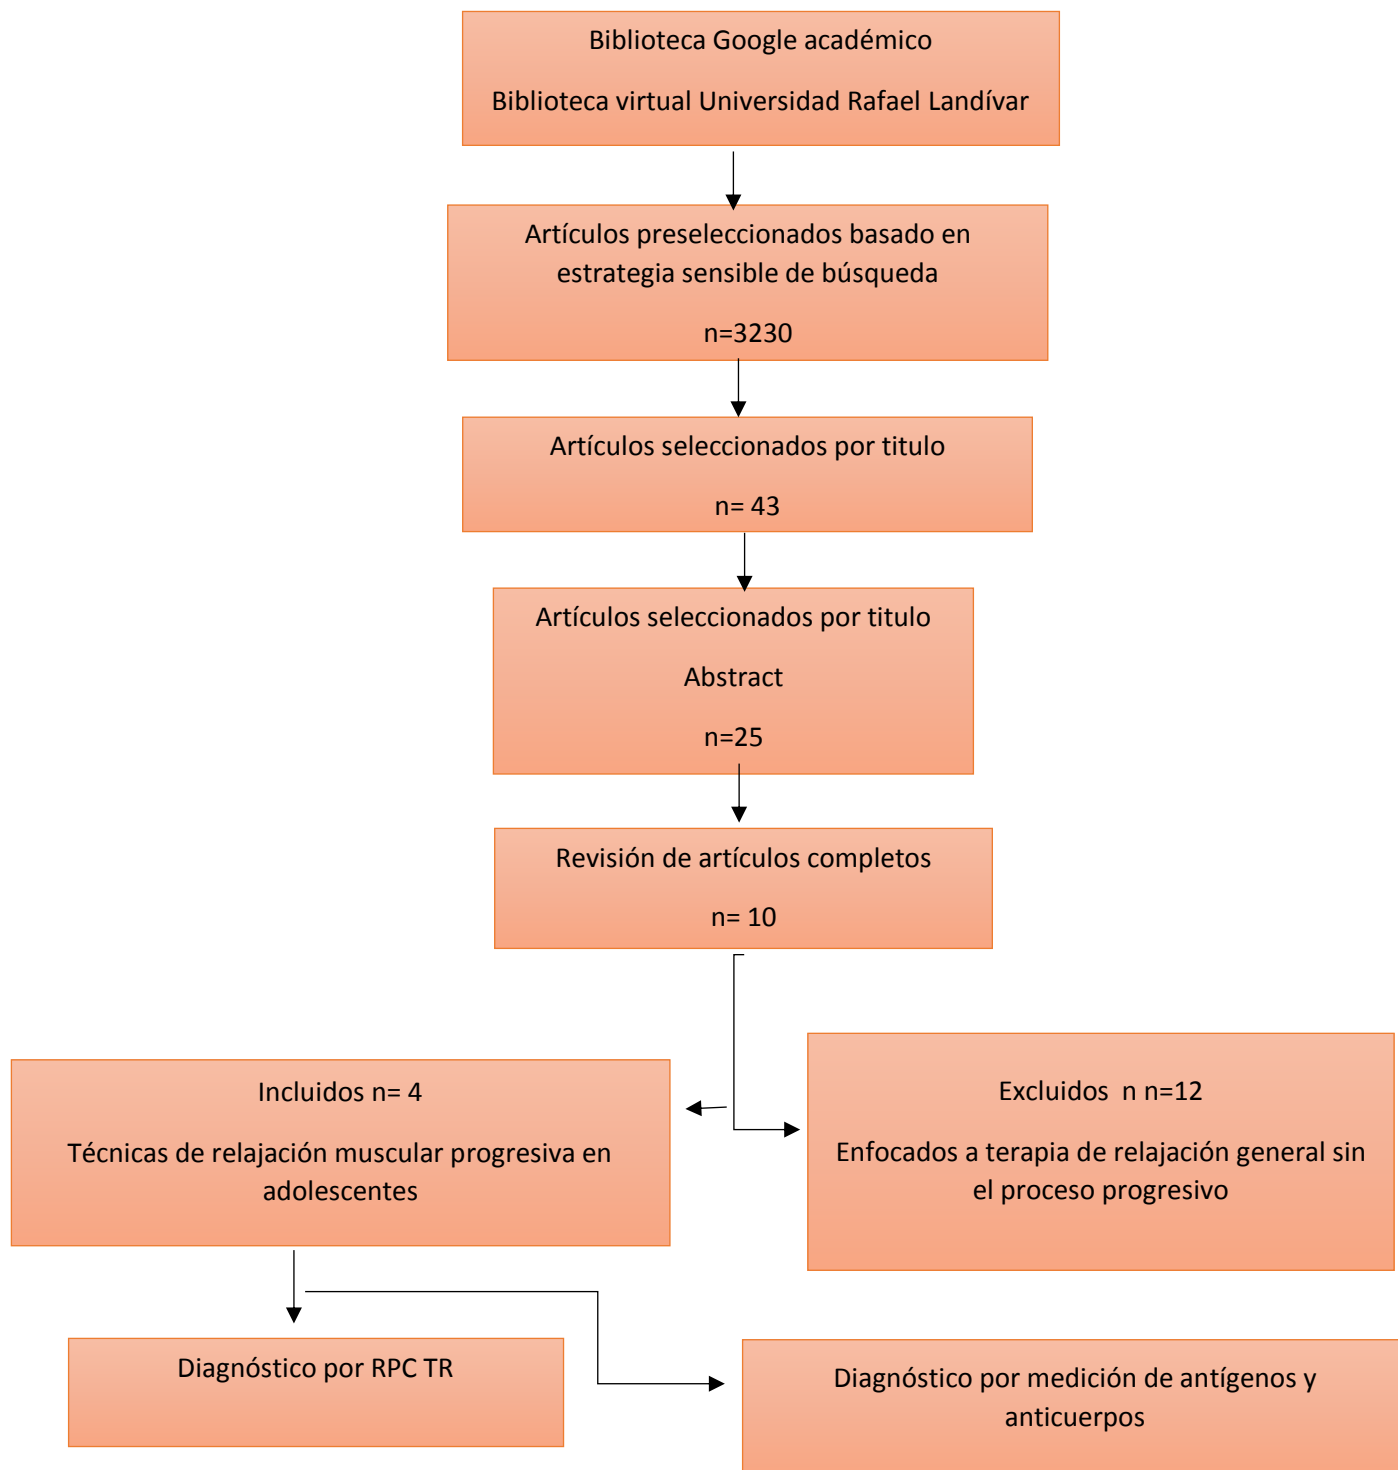 Biblioteca Google académico
Biblioteca virtual Universidad Rafael Landívar
Artículos preseleccionados basado en
estrategia sensible de búsqueda
n=3230
Artículos seleccionados por titulo
n= 43
Artículos seleccionados por titulo
Abstract
n=25
Revisión de artículos completos
n= 10
Incluidos n= 4
Técnicas de relajación muscular progresiva en
adolescentes
Excluidos  n n=12
Enfocados a terapia de relajación general sin
el proceso progresivo
Diagnóstico por RPC TR
Diagnóstico por medición de antígenos y
anticuerpos